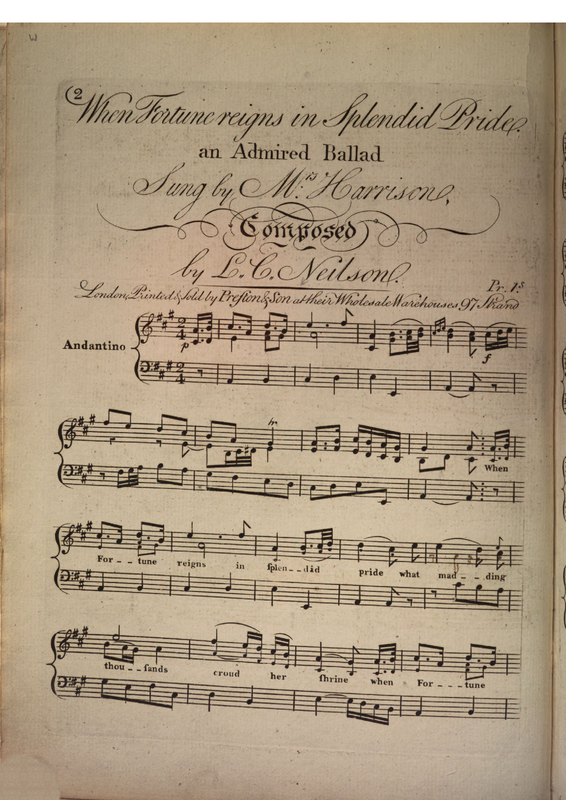 W
(2
When Fortune reigns in Splendid Pride.
an Admired Ballad
Sung by Mrs Harrison,
Composed
by L. C. Neilson.
Pr. 1s
London, Printed & Sold by Preston & Son at their Wholesale Warehouses 97 Strand
Andantino
p
f
tr
When
For - - tune reigns in splen - - did pride what mad - - ding
thou - - sands croud her shrine when For - - - tune